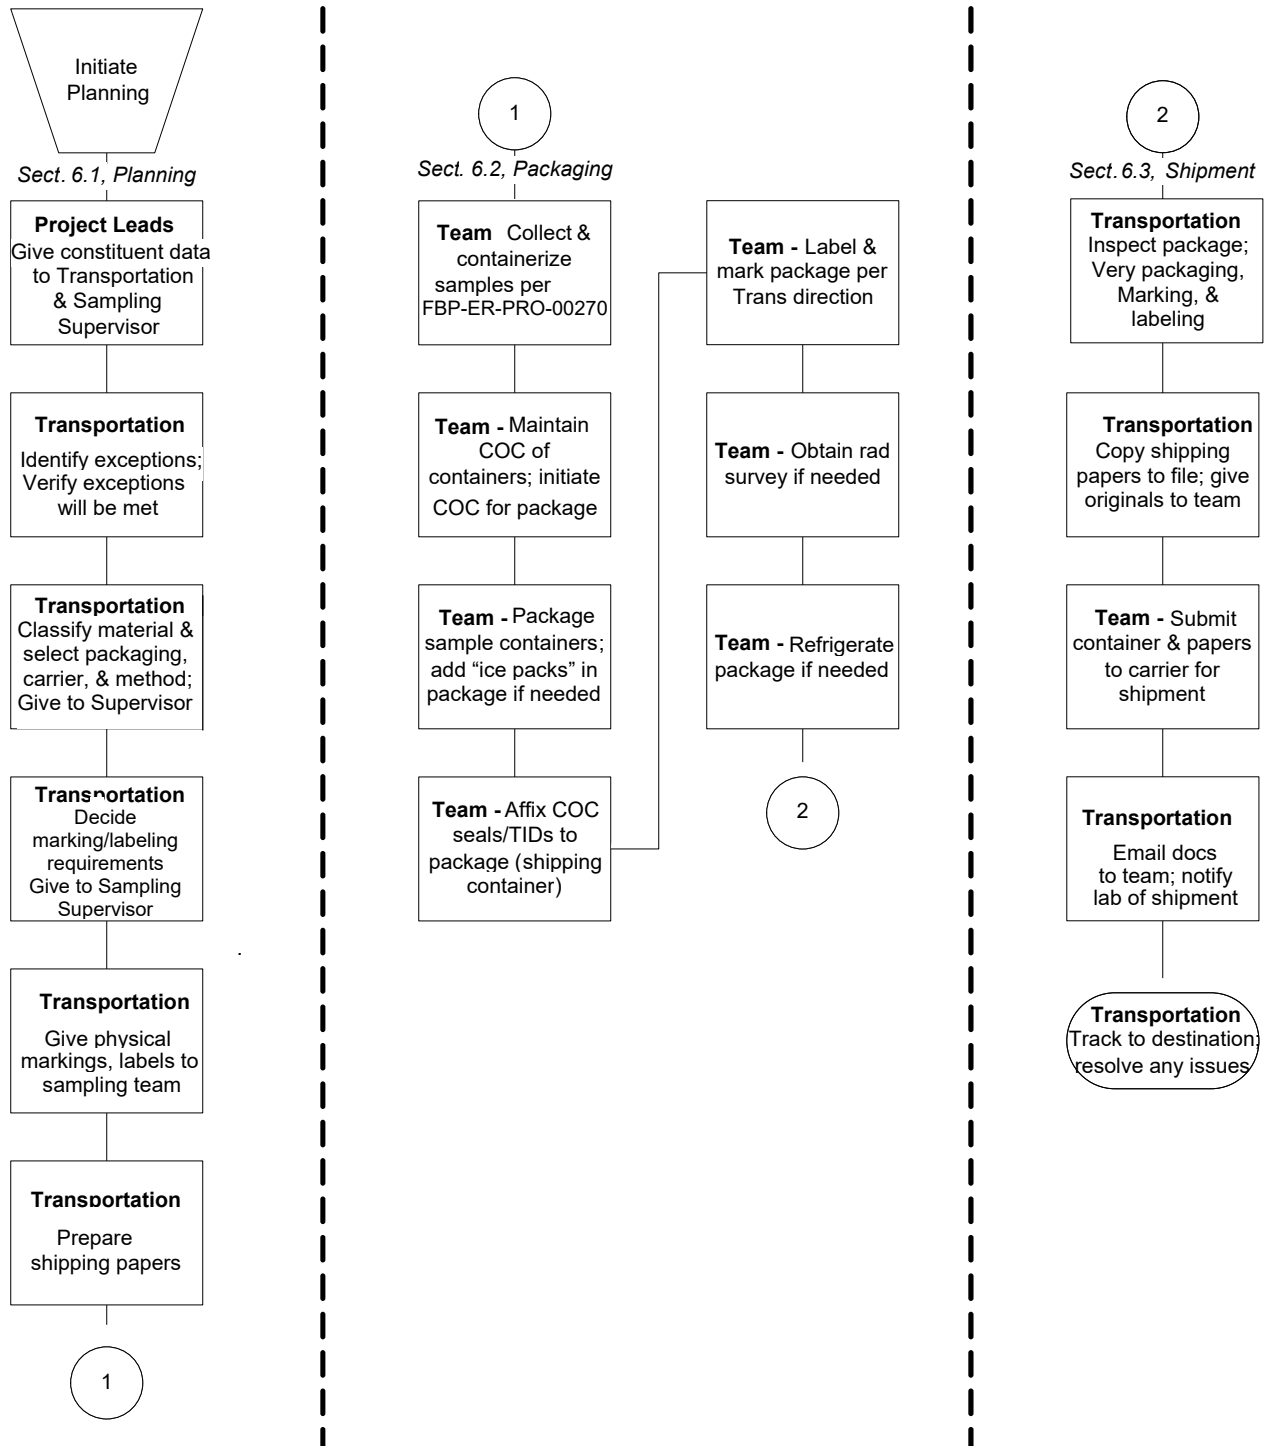 Initiate
Planning
Sect. 6.1, Planning
Project Leads
Give constituent data
to Transportation
& Sampling
Supervisor
Transportation
Identify exceptions;
Verify exceptions
will be met
Transportation
Classify material &
select packaging,
carrier, & method;
Give to Supervisor
Transportation
Decide
marking/labeling
requirements
Give to Sampling
Supervisor
Transportation
Give physical
markings, labels to
sampling team
Transportation
Prepare
shipping papers
1
1
Sect. 6.2, Packaging
Team Collect &
containerize
samples per
FBP-ER-PRO-00270
Team - Maintain
COC of
containers; initiate
COC for package
Team - Package
sample containers;
add “ice packs” in
package if needed
Team - Affix COC
seals/TIDs to
package (shipping
container)
Team - Label &
mark package per
Trans direction
Team - Obtain rad
survey if needed
Team - Refrigerate
package if needed
2
2
Sect. 6.3, Shipment
Transportation
Inspect package;
Very packaging,
Marking, &
labeling
Transportation
Copy shipping
papers to file; give
originals to team
Team - Submit
container & papers
to carrier for
shipment
Transportation
Email docs
to team; notify
lab of shipment
Transportation
Track to destination;
resolve any issues